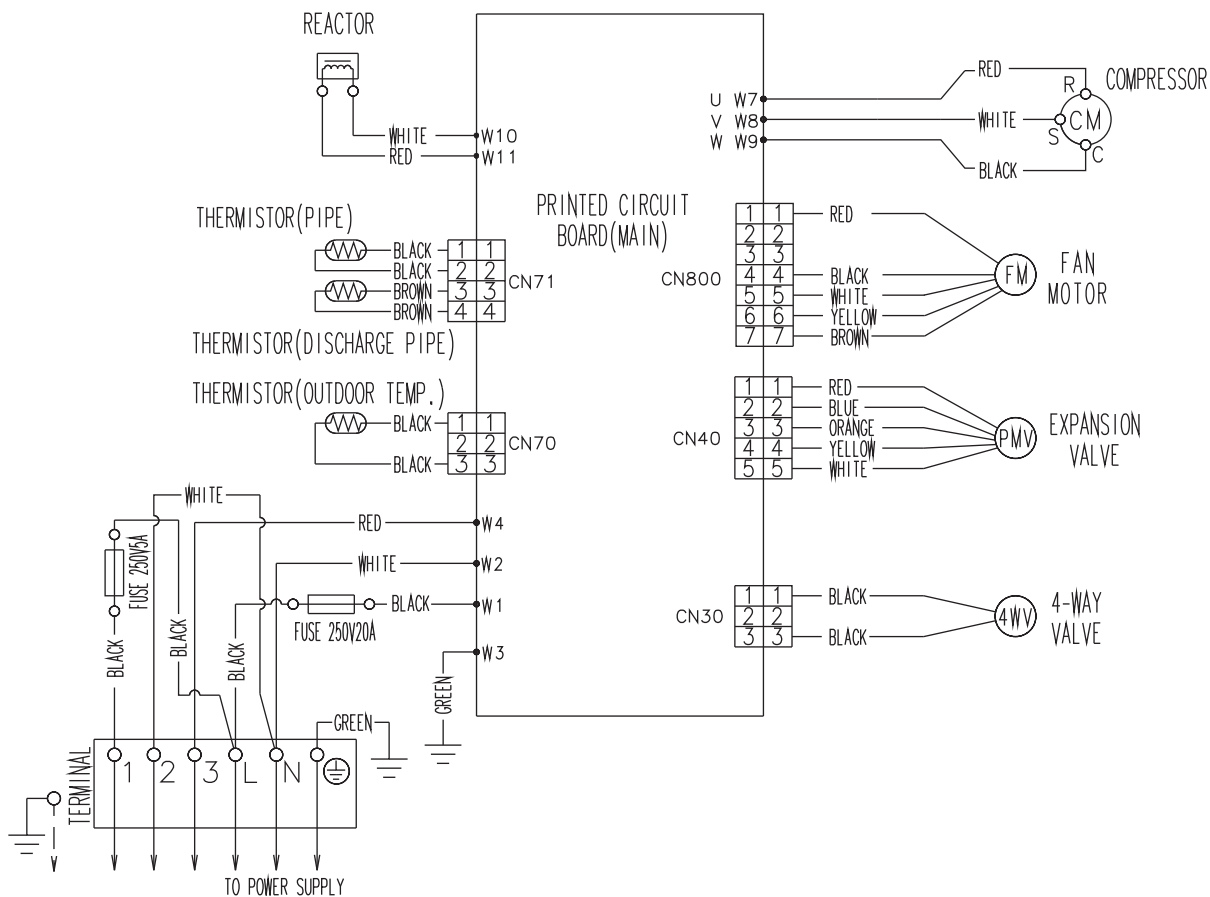 REACTOR
WHITE
RED
W10
W11
U W7
V W8
W W9
RED
WHITE
BLACK
R
S
C
CM
COMPRESSOR
PRINTED CIRCUIT
BOARD(MAIN)
THERMISTOR(PIPE)
BLACK 1 1
BLACK 2 2
BROWN 3 3
BROWN 4 4
CN71
THERMISTOR(DISCHARGE PIPE)
THERMISTOR(OUTDOOR TEMP.)
BLACK 1 1
2 2
BLACK 3 3
CN70
CN800
1 1 RED
2 2
3 3
4 4 BLACK
5 5 WHITE
6 6 YELLOW
7 7 BROWN
FM
FAN
MOTOR
CN40
1 1 RED
2 2 BLUE
3 3 ORANGE
4 4 YELLOW
5 5 WHITE
PMV
EXPANSION
VALVE
CN30
1 1 BLACK
2 2
3 3 BLACK
4WV
4-WAY
VALVE
WHITE
RED W4
WHITE W2
BLACK W1
W3
FUSE 250V5A
FUSE 250V20A
BLACK
BLACK
BLACK
GREEN
GREEN
TERMINAL
1 2 3 L N
TO POWER SUPPLY